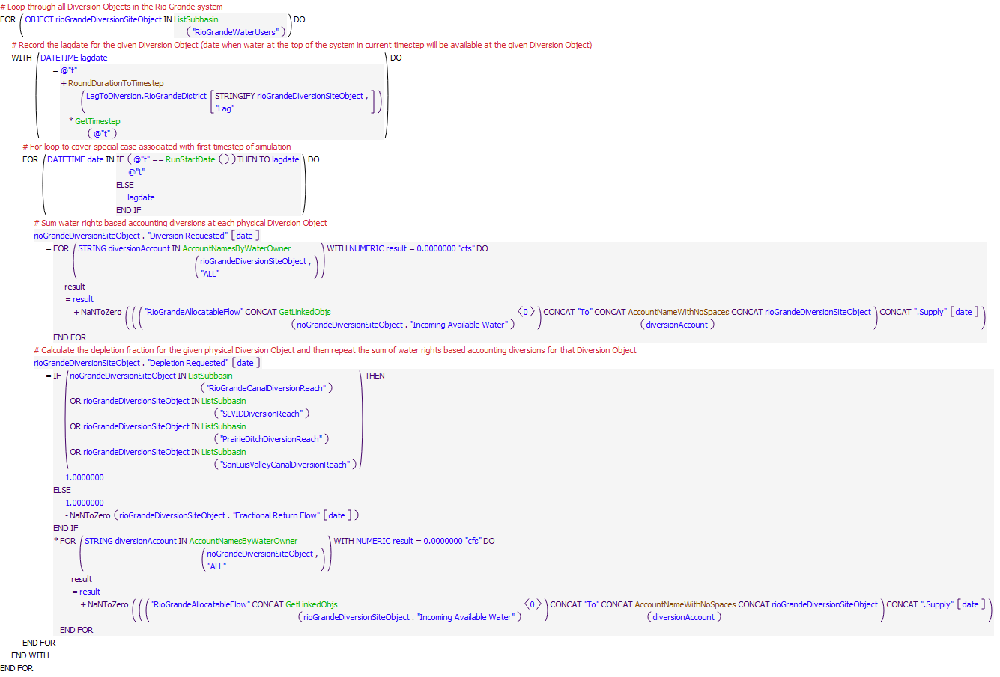 # Loop through all Diversion Objects in the Rio Grande system
FOR ( OBJECT rioGrandeDiversionSiteObject IN ListSubbasin ) DO
( "RioGrandeWaterUsers" )
# Record the lagdate for the given Diversion Object (date when water at the top of the system in current timestep will be available at the given Diversion Object)
WITH ( DATETIME lagdate ) DO
= @"t"
+ RoundDurationToTimestep
( LagToDiversion.RioGrandeDistrict [ STRINGIFY rioGrandeDiversionSiteObject , ] )
"Lag"
* GetTimestep
( @"t" )
# For loop to cover special case associated with first timestep of simulation
FOR ( DATETIME date IN IF ( @"t" == RunStartDate ( ) ) THEN TO lagdate ) DO
@"t"
ELSE
lagdate
END IF
# Sum water rights based accounting diversions at each physical Diversion Object
rioGrandeDiversionSiteObject . "Diversion Requested" [ date ]
= FOR ( STRING diversionAccount IN AccountNamesByWaterOwner ) WITH NUMERIC result = 0.0000000 "cfs" DO
( rioGrandeDiversionSiteObject , )
"ALL"
result
= result
+ NaNToZero ( ( ( "RioGrandeAllocatableFlow" CONCAT GetLinkedObjs 〈 0 〉 ) CONCAT "To" CONCAT AccountNameWithNoSpaces CONCAT rioGrandeDiversionSiteObject ) CONCAT ".Supply" [ date ] )
( rioGrandeDiversionSiteObject . "Incoming Available Water" ) ( diversionAccount )
END FOR
# Calculate the depletion fraction for the given physical Diversion Object and then repeat the sum of water rights based accounting diversions for that Diversion Object
rioGrandeDiversionSiteObject . "Depletion Requested" [ date ]
= IF ( rioGrandeDiversionSiteObject IN ListSubbasin ) THEN
( "RioGrandeCanalDiversionReach" )
OR rioGrandeDiversionSiteObject IN ListSubbasin
( "SLVIDDiversionReach" )
OR rioGrandeDiversionSiteObject IN ListSubbasin
( "PrairieDitchDiversionReach" )
OR rioGrandeDiversionSiteObject IN ListSubbasin
( "SanLuisValleyCanalDiversionReach" )
1.0000000
ELSE
1.0000000
- NaNToZero ( rioGrandeDiversionSiteObject . "Fractional Return Flow" [ date ] )
END IF
* FOR ( STRING diversionAccount IN AccountNamesByWaterOwner ) WITH NUMERIC result = 0.0000000 "cfs" DO
( rioGrandeDiversionSiteObject , )
"ALL"
result
= result
+ NaNToZero ( ( ( "RioGrandeAllocatableFlow" CONCAT GetLinkedObjs 〈 0 〉 ) CONCAT "To" CONCAT AccountNameWithNoSpaces CONCAT rioGrandeDiversionSiteObject ) CONCAT ".Supply" [ date ] )
( rioGrandeDiversionSiteObject . "Incoming Available Water" ) ( diversionAccount )
END FOR
END FOR
END WITH
END FOR